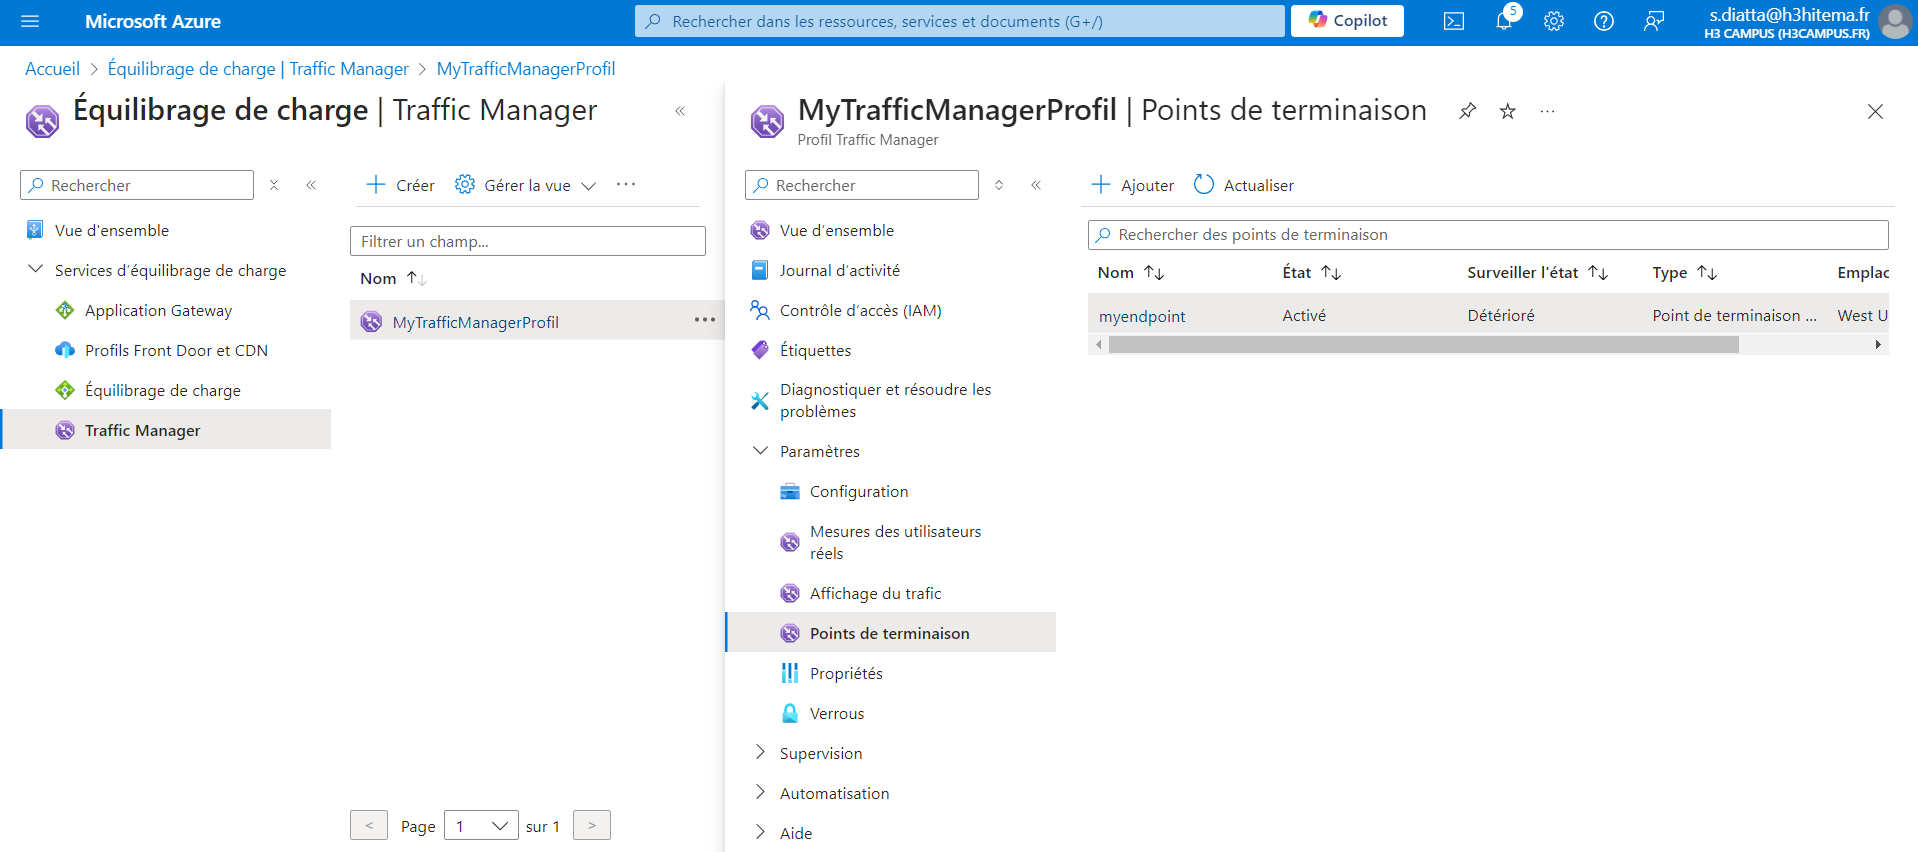 Microsoft Azure
Rechercher dans les ressources, services et documents (G+/)
Copilot
5
s.diatta@h3hitema.fr
H3 CAMPUS (H3CAMPUS.FR)
Accueil > Équilibrage de charge | Traffic Manager > MyTrafficManagerProfil
Équilibrage de charge | Traffic Manager
Rechercher
Vue d'ensemble
Services d'équilibrage de charge
Application Gateway
Profils Front Door et CDN
Équilibrage de charge
Traffic Manager
Créer
Gérer la vue
Filtrer un champ...
Nom
MyTrafficManagerProfil
< Page 1 sur 1 >
MyTrafficManagerProfil | Points de terminaison
Profil Traffic Manager
Rechercher
Vue d'ensemble
Journal d'activité
Contrôle d'accès (IAM)
Étiquettes
Diagnostiquer et résoudre les
problèmes
Paramètres
Configuration
Mesures des utilisateurs
réels
Affichage du trafic
Points de terminaison
Propriétés
Verrous
Supervision
Automatisation
Aide
Ajouter
Actualiser
Rechercher des points de terminaison
Nom État Surveiller l'état Type Emplac
myendpoint Activé Détérioré Point de terminaison ... West U